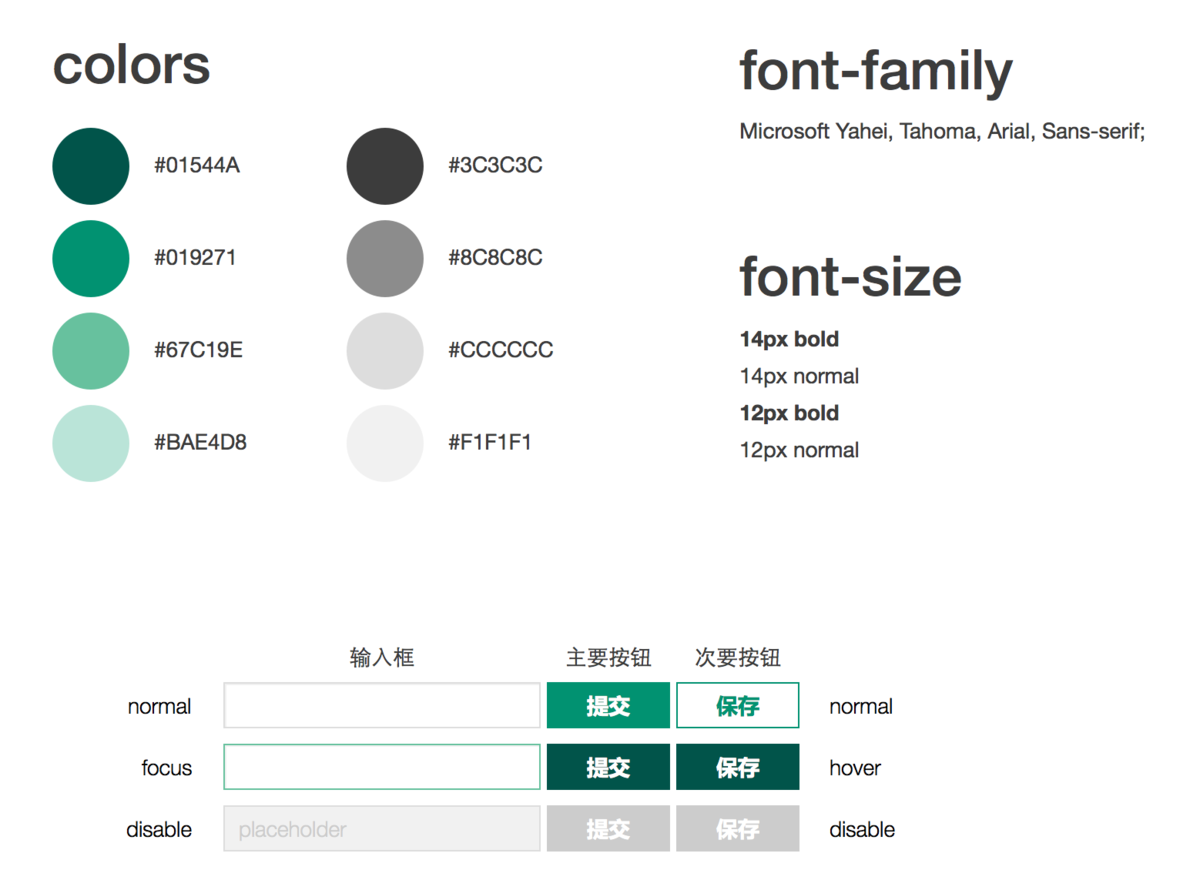 colors
#01544A
#3C3C3C
#019271
#8C8C8C
#67C19E
#CCCCCC
#BAE4D8
#F1F1F1
font-family
Microsoft Yahei, Tahoma, Arial, Sans-serif;
font-size
14px bold
14px normal
12px bold
12px normal
输入框 主要按钮 次要按钮
normal 提交 保存 normal
focus 提交 保存 hover
disable placeholder 提交 保存 disable